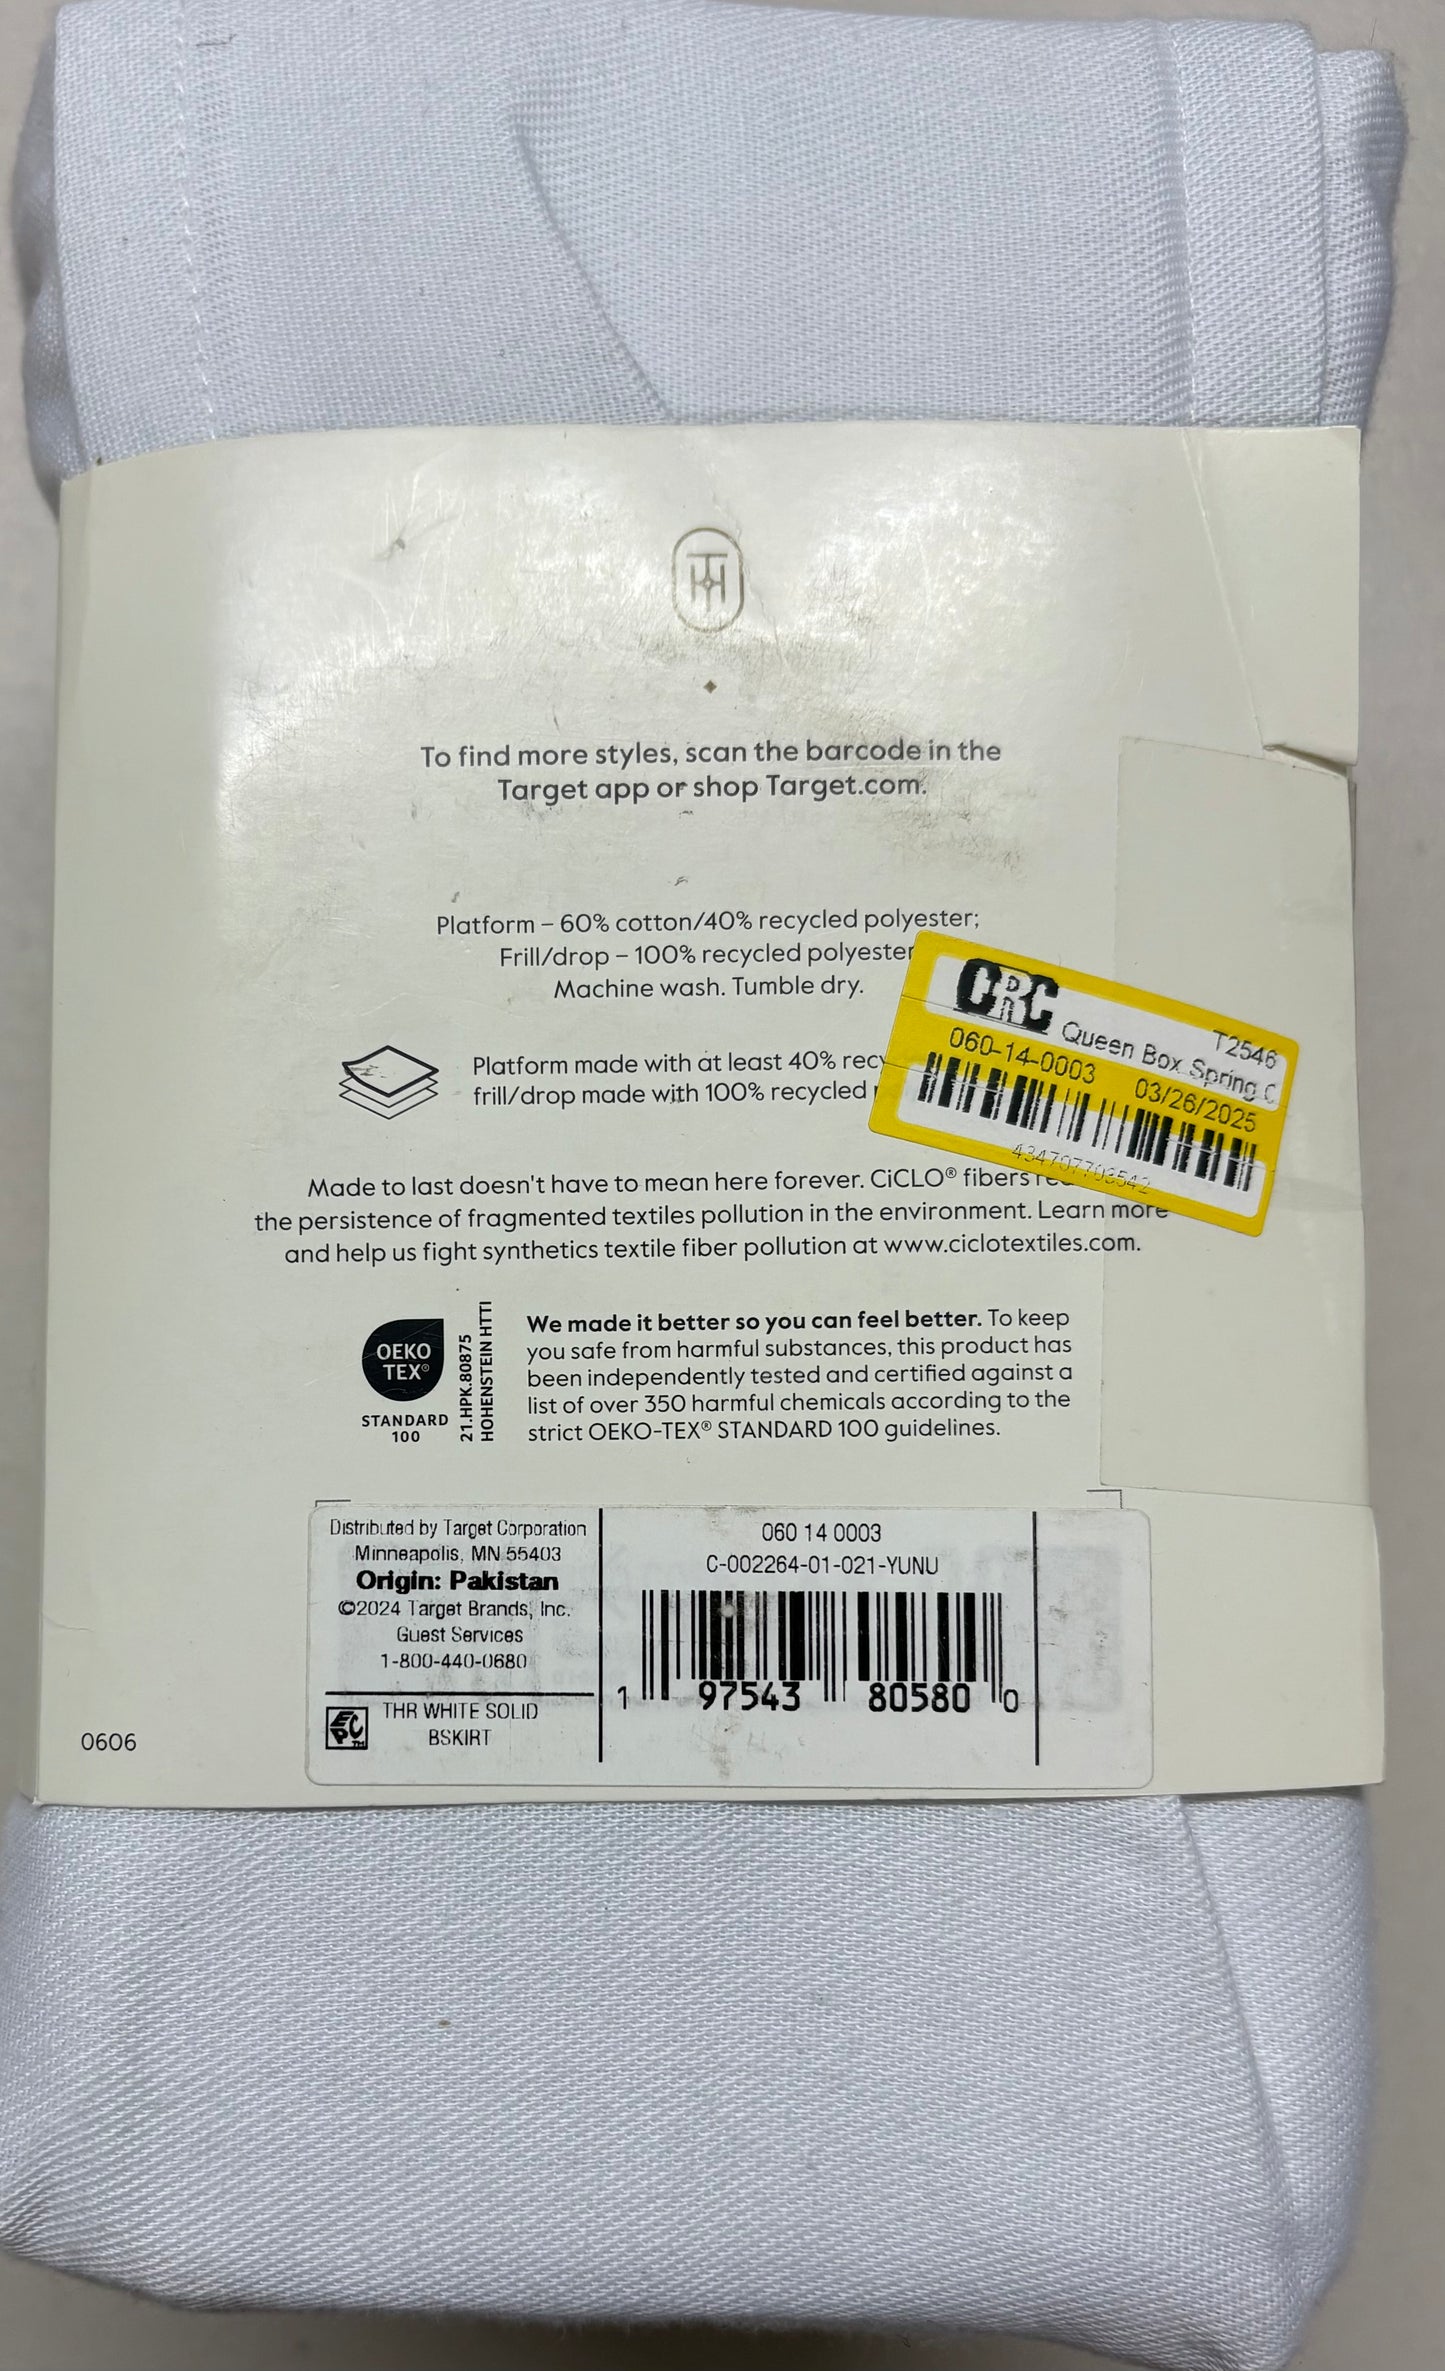 TH
To find more styles, scan the barcode in the
Target app or shop Target.com.
Platform – 60% cotton/40% recycled polyester;
Frill/drop – 100% recycled polyester
Machine wash. Tumble dry.
Platform made with at least 40%
frill/drop made with 100% recycled
CRC
T2546
Queen Box Spring C
060-14-0003 03/26/2025
434707703542
Made to last doesn't have to mean here forever. CiCLO® fibers
the persistence of fragmented textiles pollution in the environment. Learn more
and help us fight synthetics textile fiber pollution at www.ciclotextiles.com.
OEKO
TEX®
STANDARD
100
21.HPK.80875
HOHENSTEIN HTTI
We made it better so you can feel better. To keep
you safe from harmful substances, this product has
been independently tested and certified against a
list of over 350 harmful chemicals according to the
strict OEKO-TEX® STANDARD 100 guidelines.
Distributed by Target Corporation
Minneapolis, MN 55403
Origin: Pakistan
©2024 Target Brands, Inc.
Guest Services
1-800-440-0680
EPC TM
THR WHITE SOLID
BSKIRT
060 14 0003
C-002264-01-021-YUNU
1 97543 80580 0
0606